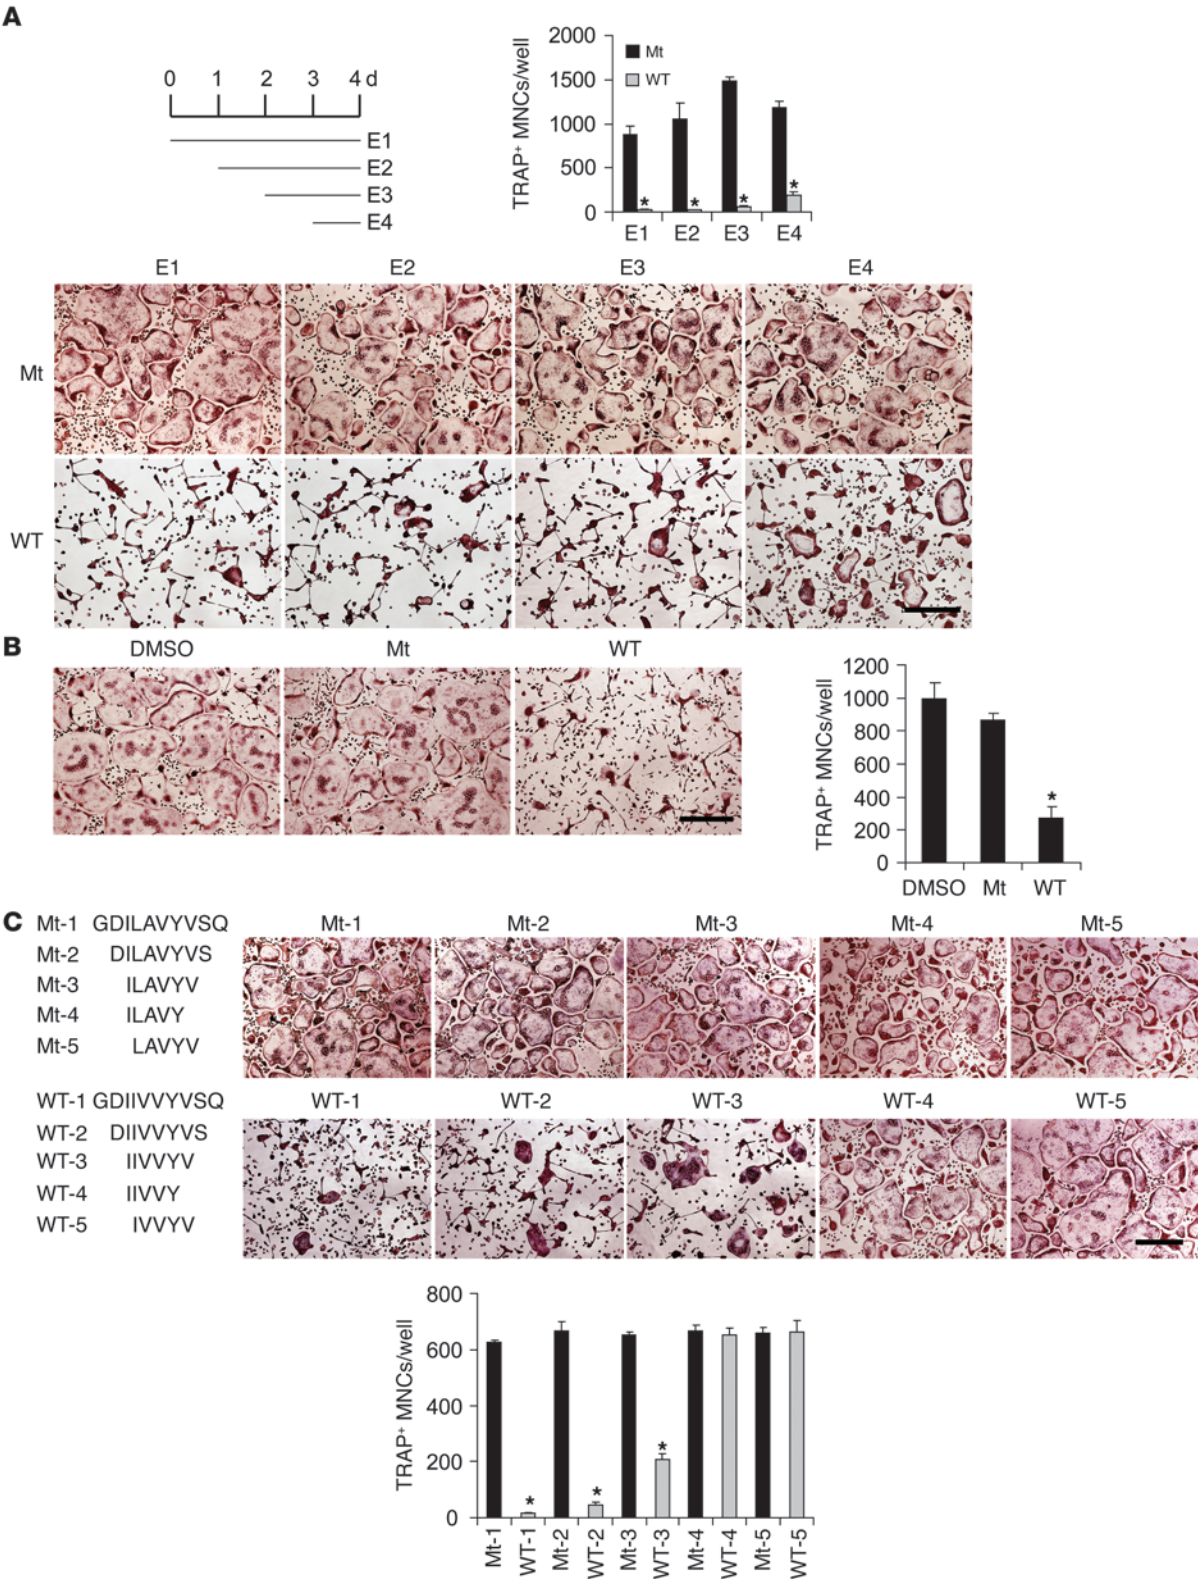 A
0 1 2 3 4 d
E1
E2
E3
E4
TRAP⁺ MNCs/well
2000
1500
1000
500
0
Mt
WT
* * * *
E1 E2 E3 E4
E1 E2 E3 E4
Mt
WT
B
DMSO Mt WT
TRAP⁺ MNCs/well
1200
1000
800
600
400
200
0
*
DMSO Mt WT
C
Mt-1 GDILAVYVSQ
Mt-2 DILAVYVS
Mt-3 ILAVYV
Mt-4 ILAVY
Mt-5 LAVYV
Mt-1 Mt-2 Mt-3 Mt-4 Mt-5
WT-1 GDIIVVYVSQ
WT-2 DIIVVYVS
WT-3 IIVVYV
WT-4 IIVVY
WT-5 IVVYV
WT-1 WT-2 WT-3 WT-4 WT-5
TRAP⁺ MNCs/well
800
600
400
200
0
* * *
Mt-1 WT-1 Mt-2 WT-2 Mt-3 WT-3 Mt-4 WT-4 Mt-5 WT-5